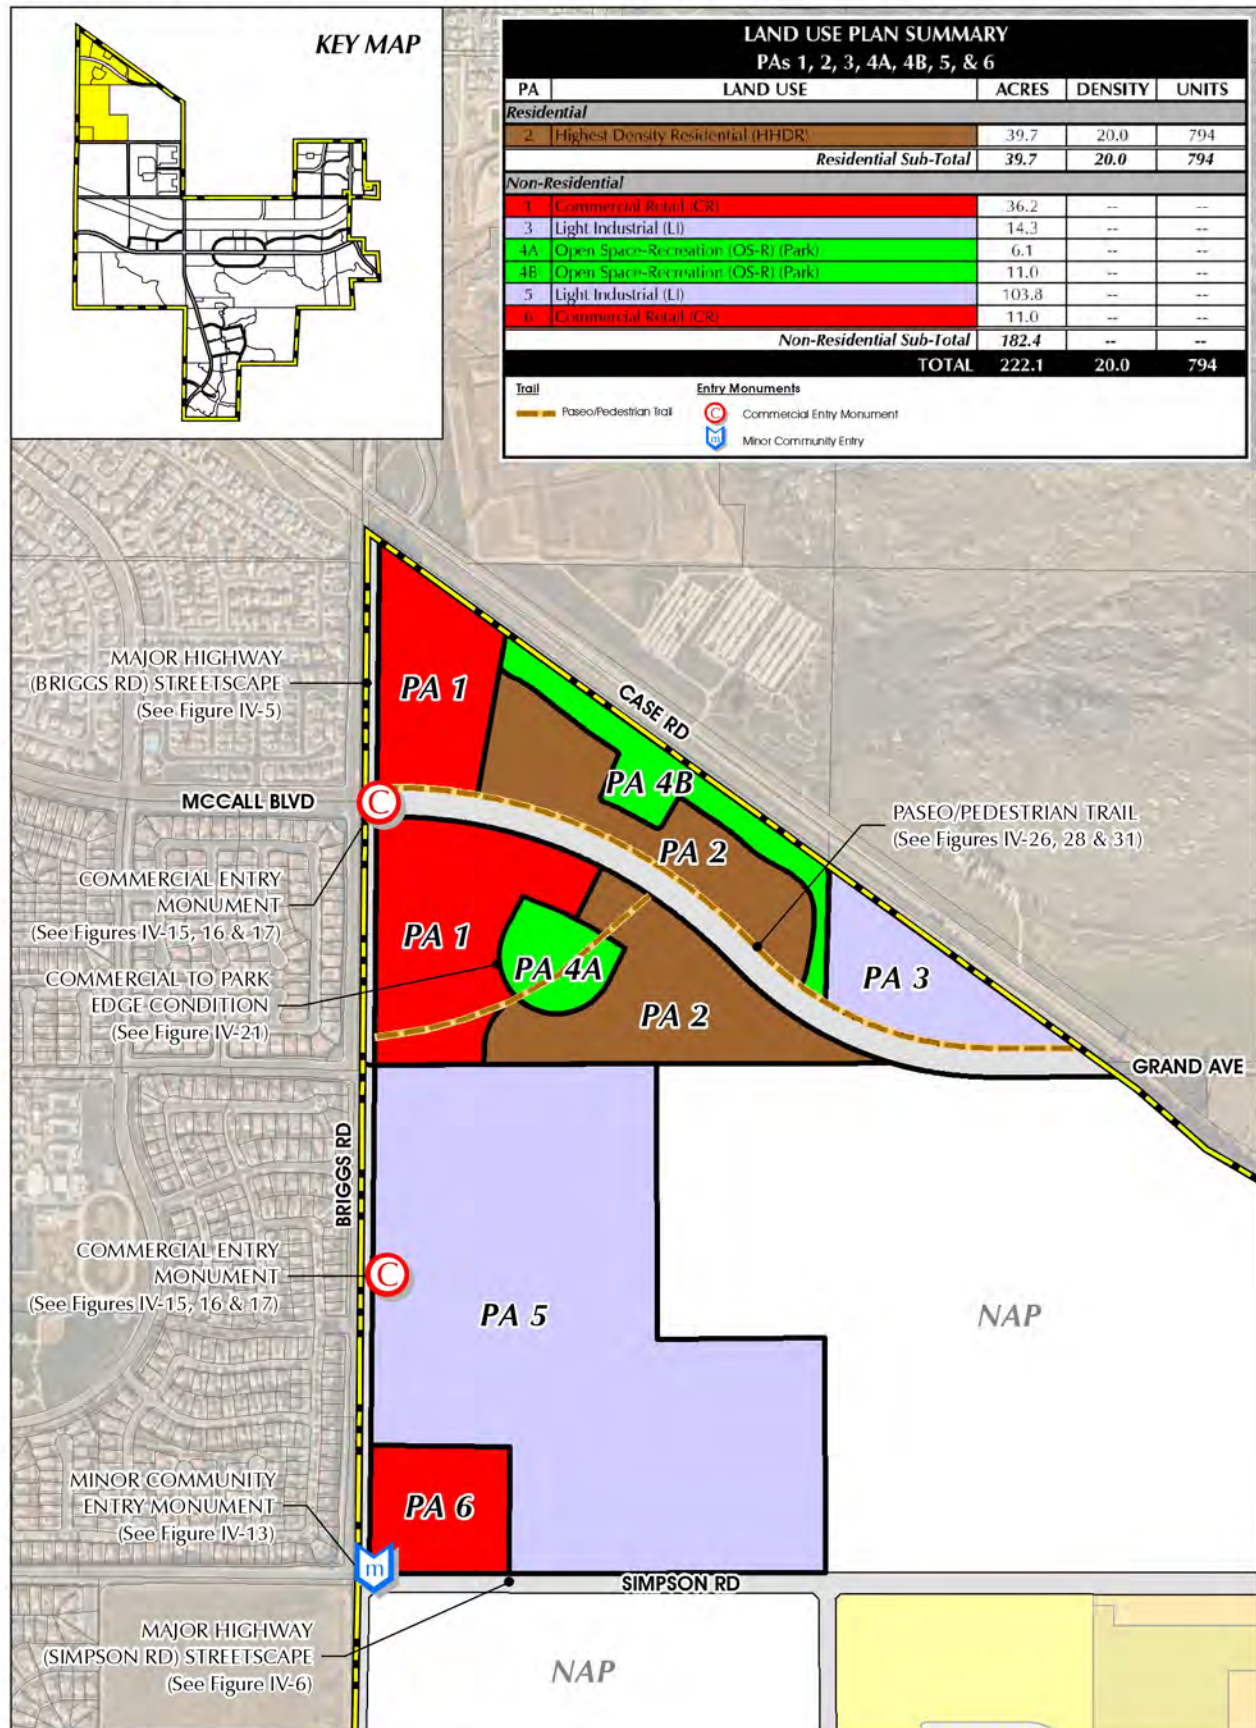 KEY MAP
LAND USE PLAN SUMMARY
PAs 1, 2, 3, 4A, 4B, 5, & 6
PA LAND USE ACRES DENSITY UNITS
Residential
2 Highest Density Residential (HHDR) 39.7 20.0 794
Residential Sub-Total 39.7 20.0 794
Non-Residential
1 Commercial Retail (CR) 36.2 -- --
3 Light Industrial (LI) 14.3 -- --
4A Open Space-Recreation (OS-R) (Park) 6.1 -- --
4B Open Space-Recreation (OS-R) (Park) 11.0 -- --
5 Light Industrial (LI) 103.8 -- --
6 Commercial Retail (CR) 11.0 -- --
Non-Residential Sub-Total 182.4 -- --
TOTAL 222.1 20.0 794
Trail
Paseo/Pedestrian Trail
Entry Monuments
C Commercial Entry Monument
m Minor Community Entry
MAJOR HIGHWAY
(BRIGGS RD) STREETSCAPE
(See Figure IV-5)
PA 1
CASE RD
PA 4B
MCCALL BLVD
C
PASEO/PEDESTRIAN TRAIL
(See Figures IV-26, 28 & 31)
PA 2
COMMERCIAL ENTRY
MONUMENT
(See Figures IV-15, 16 & 17)
PA 1
COMMERCIAL TO PARK
EDGE CONDITION
(See Figure IV-21)
PA 4A
PA 3
PA 2
GRAND AVE
BRIGGS RD
COMMERCIAL ENTRY
MONUMENT
(See Figures IV-15, 16 & 17)
C
PA 5
NAP
MINOR COMMUNITY
ENTRY MONUMENT
(See Figure IV-13)
PA 6
m
SIMPSON RD
MAJOR HIGHWAY
(SIMPSON RD) STREETSCAPE
(See Figure IV-6)
NAP